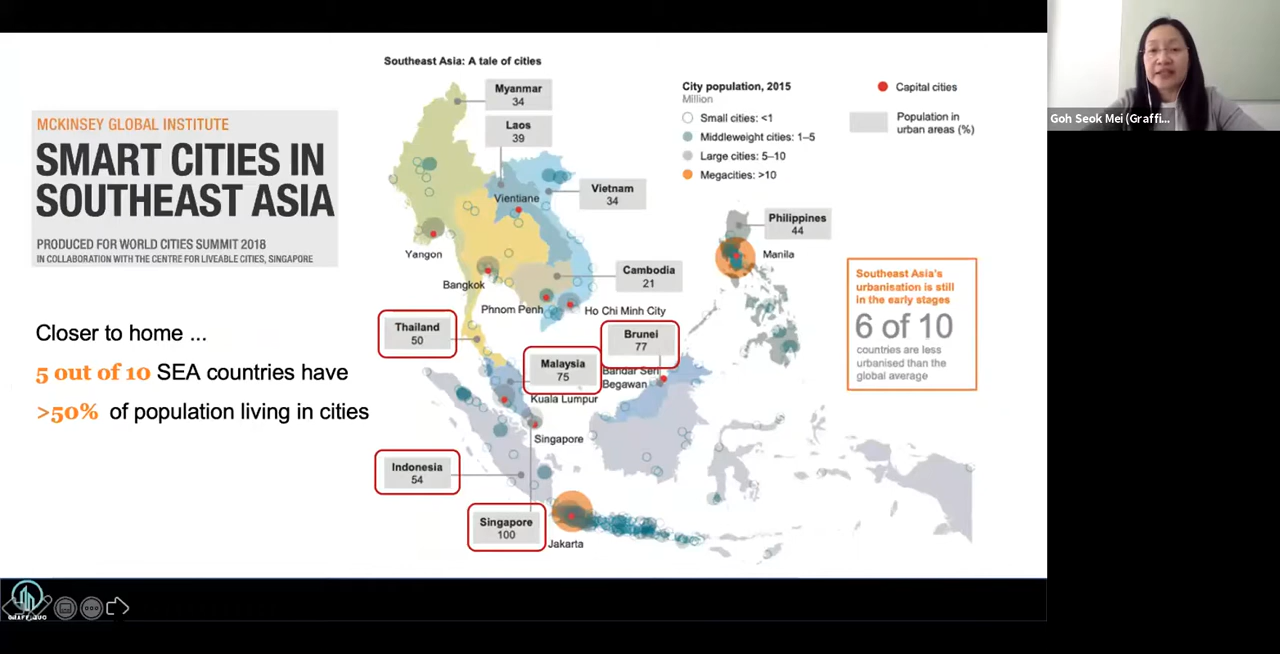 MCKINSEY GLOBAL INSTITUTE
SMART CITIES IN
SOUTHEAST ASIA
PRODUCED FOR WORLD CITIES SUMMIT 2018
IN COLLABORATION WITH THE CENTRE FOR LIVEABLE CITIES, SINGAPORE
Closer to home ...
5 out of 10 SEA countries have
>50% of population living in cities
Southeast Asia: A tale of cities
Myanmar
34
Laos
39
Vientiane
Vietnam
34
Yangon
Bangkok
Cambodia
21
Phnom Penh
Ho Chi Minh City
Thailand
50
Brunei
77
Malaysia
75
Bandar Seri
Begawan
Kuala Lumpur
Singapore
Indonesia
54
Singapore
100
Jakarta
City population, 2015
Million
Small cities: <1
Middleweight cities: 1–5
Large cities: 5–10
Megacities: >10
Capital cities
Population in
urban areas (%)
Philippines
44
Manila
Southeast Asia's
urbanisation is still
in the early stages
6 of 10
countries are less
urbanised than the
global average
Goh Seok Mei (Graffi...